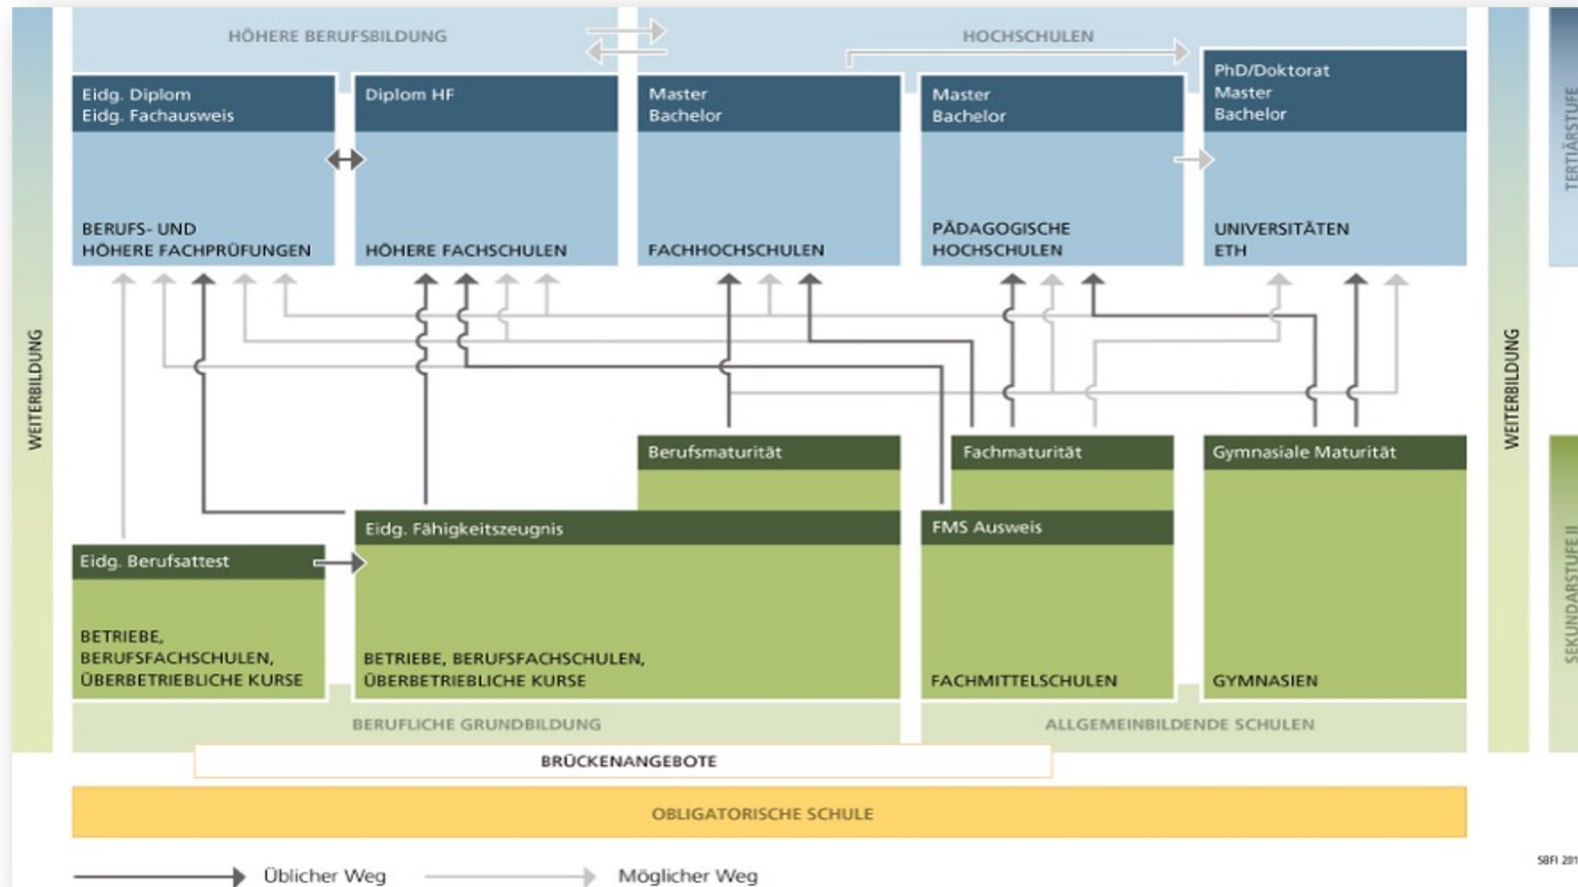 HÖHERE BERUFSBILDUNG
HOCHSCHULEN
Eidg. Diplom
Eidg. Fachausweis
BERUFS- UND
HÖHERE FACHPRÜFUNGEN
Diplom HF
HÖHERE FACHSCHULEN
Master
Bachelor
FACHHOCHSCHULEN
Master
Bachelor
PÄDAGOGISCHE
HOCHSCHULEN
PhD/Doktorat
Master
Bachelor
UNIVERSITÄTEN
ETH
WEITERBILDUNG
WEITERBILDUNG
TERTIÄRSTUFE
SEKUNDARSTUFE II
Berufsmaturität
Fachmaturität
Gymnasiale Maturität
Eidg. Fähigkeitszeugnis
FMS Ausweis
Eidg. Berufsattest
BETRIEBE,
BERUFSFACHSCHULEN,
ÜBERBETRIEBLICHE KURSE
BETRIEBE, BERUFSFACHSCHULEN,
ÜBERBETRIEBLICHE KURSE
FACHMITTELSCHULEN
GYMNASIEN
BERUFLICHE GRUNDBILDUNG
ALLGEMEINBILDENDE SCHULEN
BRÜCKENANGEBOTE
OBLIGATORISCHE SCHULE
Üblicher Weg
Möglicher Weg
SBFI 201